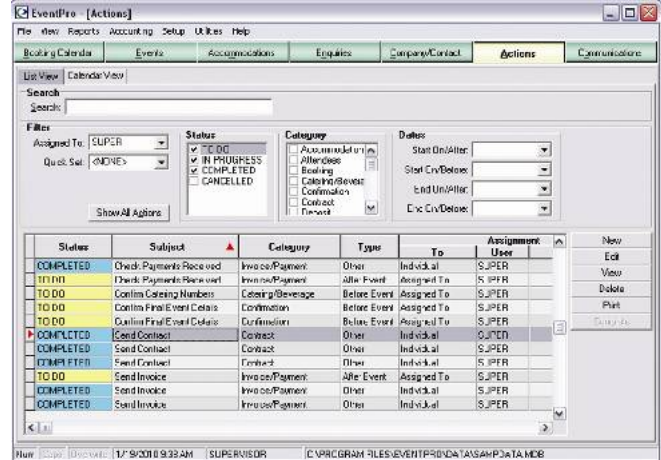 EventPro - [Actions]
File View Reports Accounting Setup Utilities Help
Booking Calendar Events Accommodations Enquiries Company/Contact Actions Communications
List View Calendar View
Search
Search:
Filter Status Category Dates
Assigned To: SUPER TO DO Accommodation Start On/After:
Quick Set: <NONE> IN PROGRESS Attendees Start On/Before:
COMPLETED Booking End On/After:
CANCELLED Catering/Bevera End On/Before:
Confirmation
Contract
Show All Actions Deposit
Status Subject Category Type Assignment
To User
COMPLETED Check Payments Received Invoice/Payment Other Individual SUPER
TO DO Check Payments Received Invoice/Payment After Event Assigned To SUPER
TO DO Confirm Catering Numbers Catering/Beverage Before Event Assigned To SUPER
TO DO Confirm Final Event Details Confirmation Before Event Assigned To SUPER
TO DO Confirm Final Event Details Confirmation Before Event Assigned To SUPER
COMPLETED Send Contract Contract Other Individual SUPER
COMPLETED Send Contract Contract Other Individual SUPER
COMPLETED Send Contract Contract Other Individual SUPER
TO DO Send Invoice Invoice/Payment After Event Assigned To SUPER
COMPLETED Send Invoice Invoice/Payment Other Individual SUPER
COMPLETED Send Invoice Invoice/Payment Other Individual SUPER
New
Edit
View
Delete
Print
Complete
Num Caps Overwrite 1/19/2010 9:33 AM SUPERVISOR C:\PROGRAM FILES\EVENTPRO\DATA\SAMPDATA.MDB